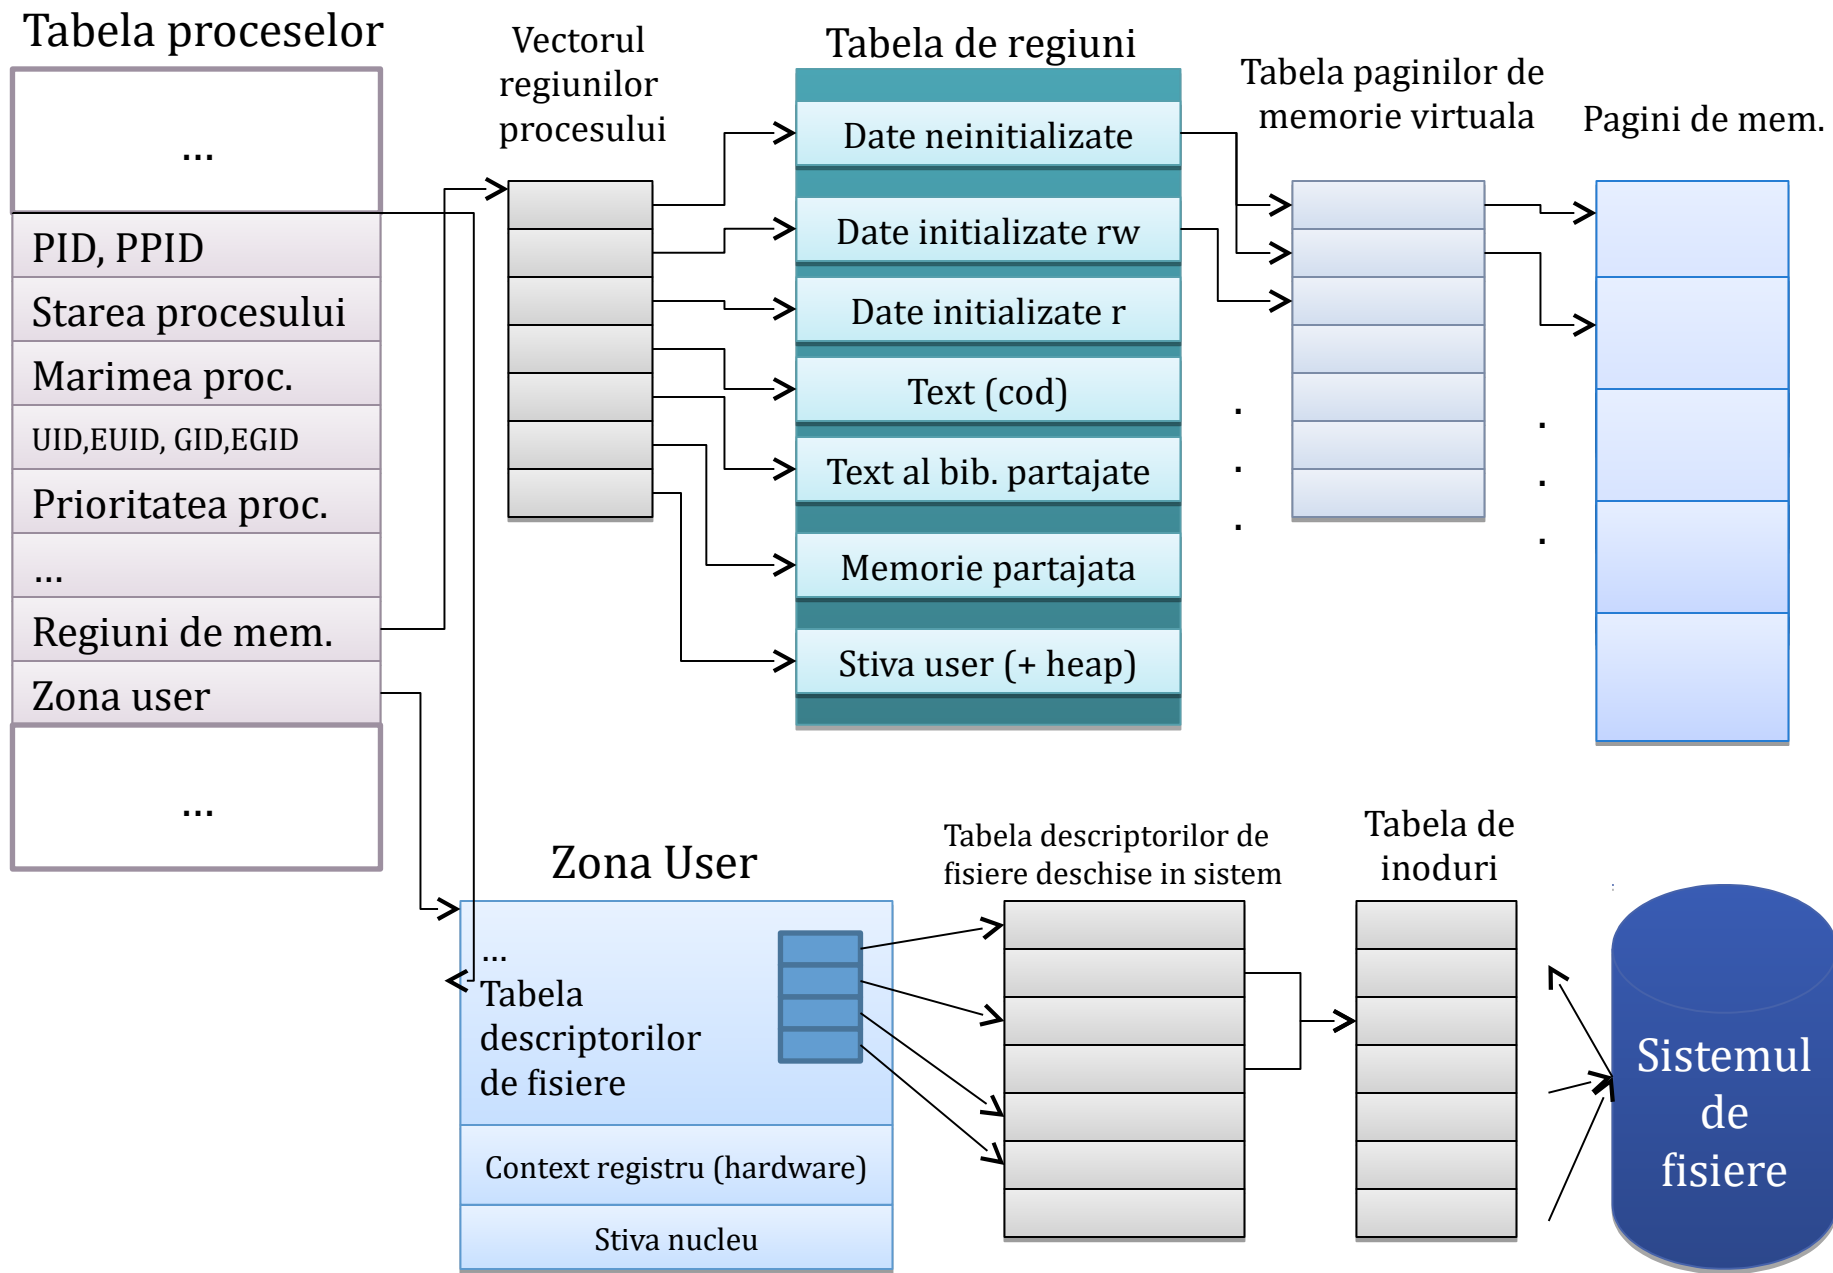 Tabela proceselor
...
PID, PPID
Starea procesului
Marimea proc.
UID,EUID, GID,EGID
Prioritatea proc.
...
Regiuni de mem.
Zona user
...
Vectorul
regiunilor
procesului
Tabela de regiuni
Date neinitializate
Date initializate rw
Date initializate r
Text (cod)
Text al bib. partajate
Memorie partajata
Stiva user (+ heap)
Tabela paginilor de
memorie virtuala
.
.
.
Pagini de mem.
.
.
.
Zona User
...
Tabela
descriptorilor
de fisiere
Context registru (hardware)
Stiva nucleu
Tabela descriptorilor de
fisiere deschise in sistem
Tabela de
inoduri
Sistemul
de
fisiere